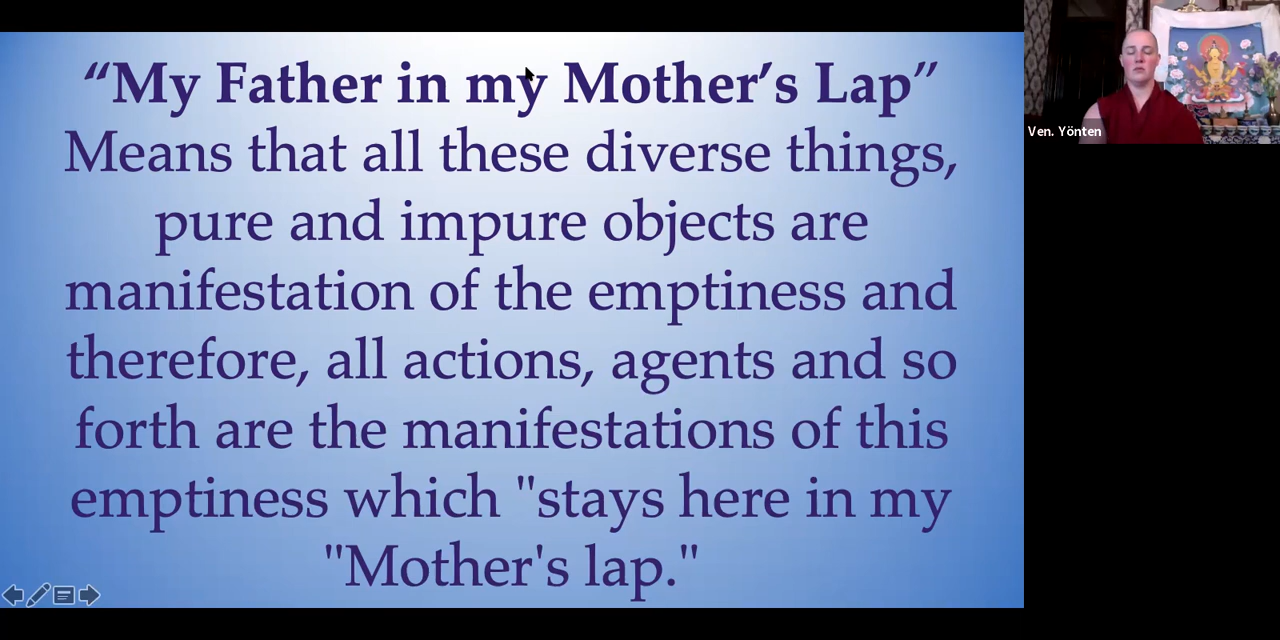 “My Father in my Mother’s Lap”
Means that all these diverse things,
pure and impure objects are
manifestation of the emptiness and
therefore, all actions, agents and so
forth are the manifestations of this
emptiness which "stays here in my
"Mother's lap."
Ven. Yönten